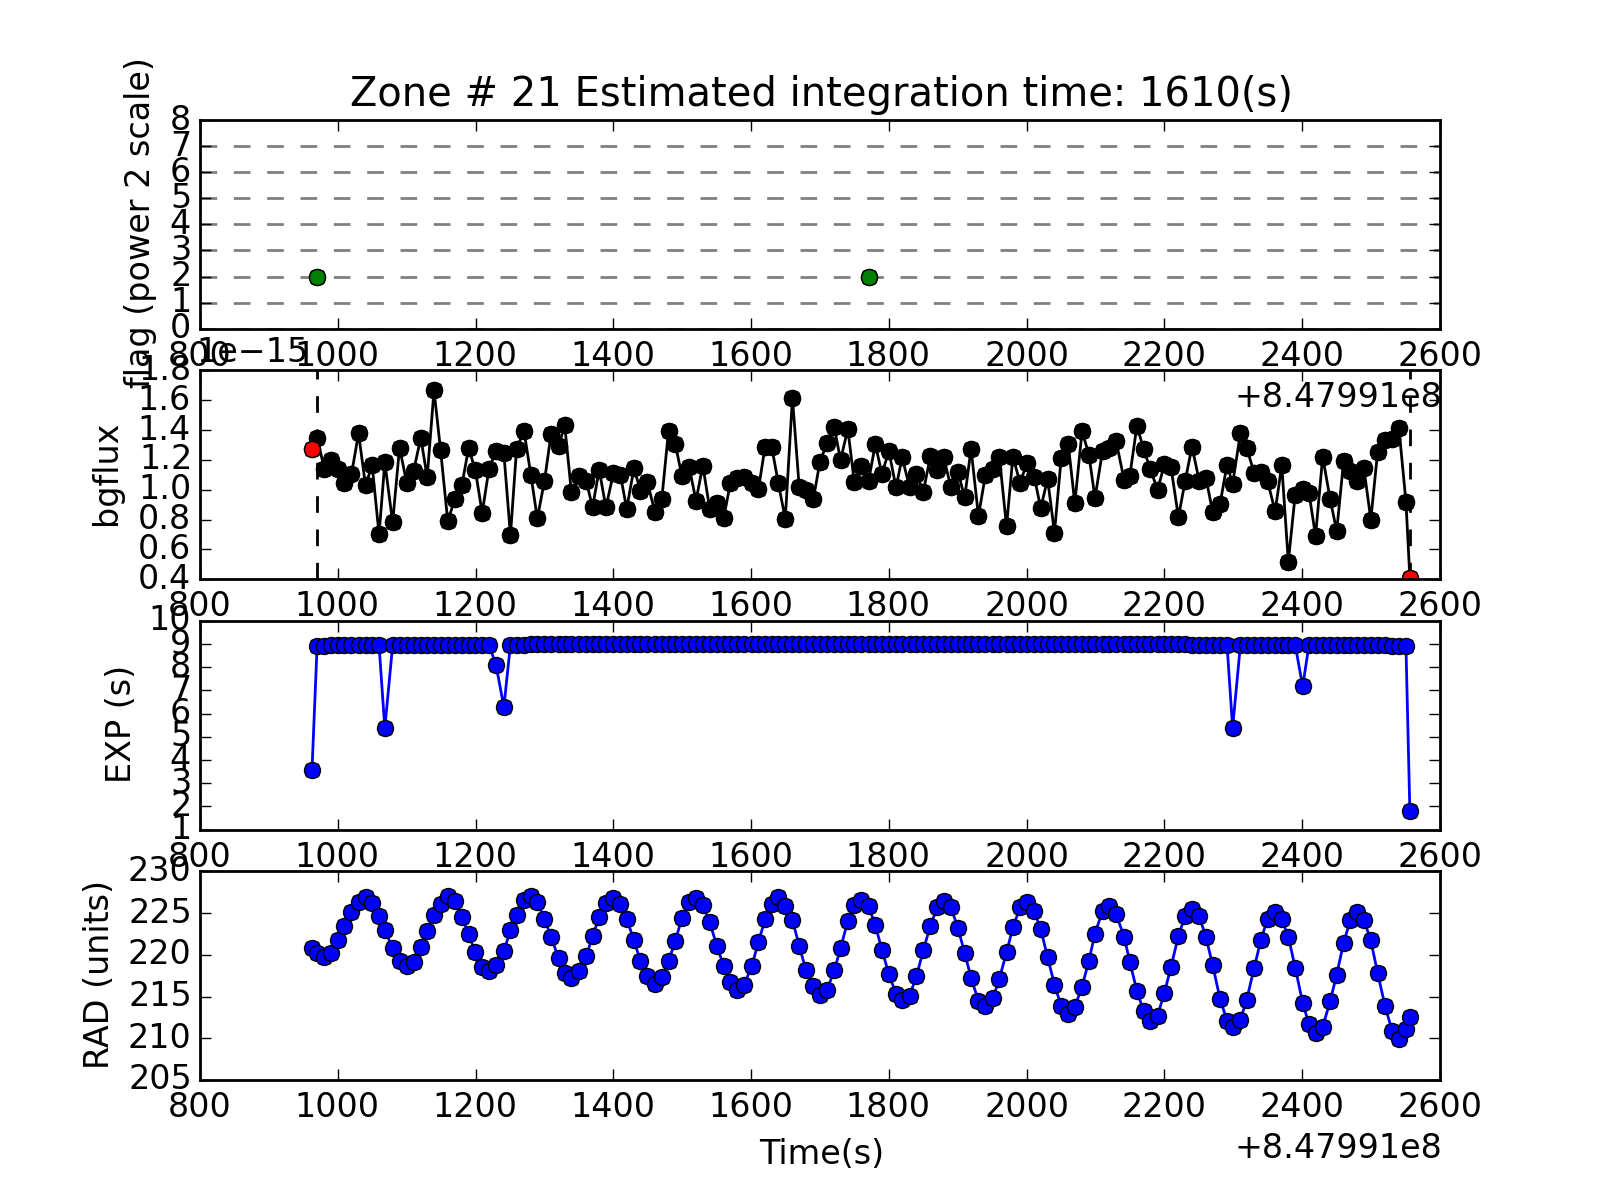 Zone # 21 Estimated integration time: 1610(s)
flag (power 2 scale)
8
7
6
5
4
3
2
1
0
800 1000 1200 1400 1600 1800 2000 2200 2400 2600
1e−15
+8.47991e8
bgflux
1.8
1.6
1.4
1.2
1.0
0.8
0.6
0.4
800 1000 1200 1400 1600 1800 2000 2200 2400 2600
EXP (s)
10
9
8
7
6
5
4
3
2
1
800 1000 1200 1400 1600 1800 2000 2200 2400 2600
RAD (units)
230
225
220
215
210
205
800 1000 1200 1400 1600 1800 2000 2200 2400 2600
Time(s)
+8.47991e8